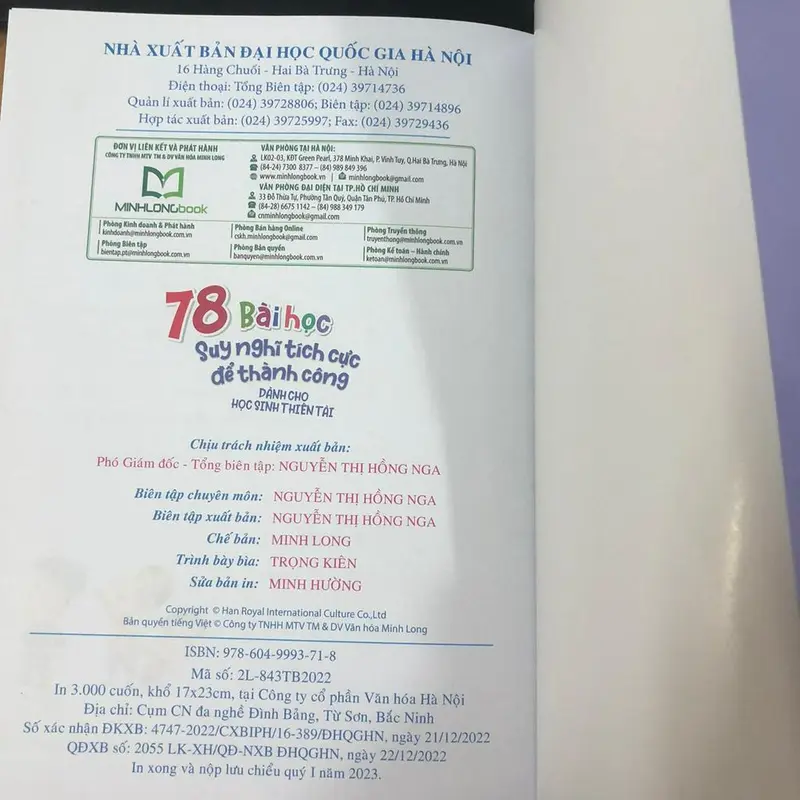 NHÀ XUẤT BẢN ĐẠI HỌC QUỐC GIA HÀ NỘI
16 Hàng Chuối - Hai Bà Trưng - Hà Nội
Điện thoại: Tổng Biên tập: (024) 39714736
Quản lí xuất bản: (024) 39728806; Biên tập: (024) 39714896
Hợp tác xuất bản: (024) 39725997; Fax: (024) 39729436
ĐƠN VỊ LIÊN KẾT VÀ PHÁT HÀNH
CÔNG TY TNHH MTV TM & DV VĂN HÓA MINH LONG
MINHLONGbook
VĂN PHÒNG TẠI HÀ NỘI:
LK02-03, KĐT Green Pearl, 378 Minh Khai, P. Vĩnh Tuy, Q.Hai Bà Trưng, Hà Nội
(84-24) 7300 8377 – (84) 989 849 396
www.minhlongbook.vn | minhlongbook@gmail.com
VĂN PHÒNG ĐẠI DIỆN TẠI TP.HỒ CHÍ MINH
33 Đỗ Thừa Tự, Phường Tân Quý, Quận Tân Phú, TP. Hồ Chí Minh
(84-28) 6675 1142 – (84) 988 349 179
cnminhlongbook@gmail.com
Phòng Kinh doanh & Phát hành
kinhdoanh@minhlongbook.com.vn
Phòng Bán hàng Online
cskh.minhlongbook@gmail.com
Phòng Truyền thông
truyenthong@minhlongbook.com.vn
Phòng Biên tập
bientap.pt@minhlongbook.com.vn
Phòng Bản quyền
banquyen@minhlongbook.com.vn
Phòng Kế toán – Hành chính
ketoan@minhlongbook.com.vn
78 Bài học
Suy nghĩ tích cực
để thành công
DÀNH CHO
HỌC SINH THIÊN TÀI
Chịu trách nhiệm xuất bản:
Phó Giám đốc - Tổng biên tập: NGUYỄN THỊ HỒNG NGA
Biên tập chuyên môn: NGUYỄN THỊ HỒNG NGA
Biên tập xuất bản: NGUYỄN THỊ HỒNG NGA
Chế bản: MINH LONG
Trình bày bìa: TRỌNG KIÊN
Sửa bản in: MINH HƯỜNG
Copyright © Han Royal International Culture Co.,Ltd
Bản quyền tiếng Việt © Công ty TNHH MTV TM & DV Văn hóa Minh Long
ISBN: 978-604-9993-71-8
Mã số: 2L-843TB2022
In 3.000 cuốn, khổ 17x23cm, tại Công ty cổ phần Văn hóa Hà Nội
Địa chỉ: Cụm CN đa nghề Đình Bảng, Từ Sơn, Bắc Ninh
Số xác nhận ĐKXB: 4747-2022/CXBIPH/16-389/ĐHQGHN, ngày 21/12/2022
QĐXB số: 2055 LK-XH/QĐ-NXB ĐHQGHN, ngày 22/12/2022
In xong và nộp lưu chiểu quý I năm 2023.